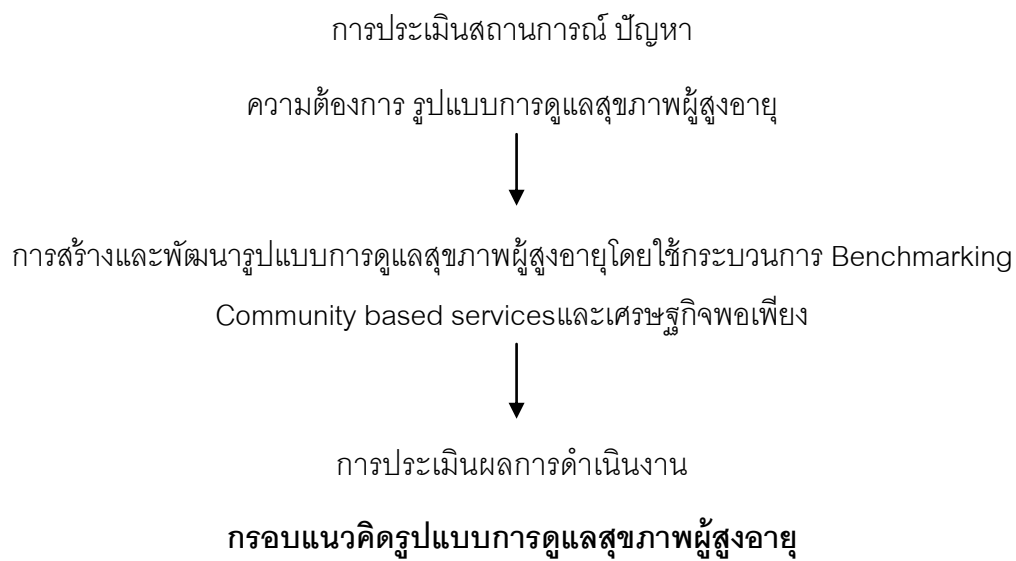 การประเมินสถานการณ์ ปัญหา
ความต้องการ รูปแบบการดูแลสุขภาพผู้สูงอายุ
การสร้างและพัฒนารูปแบบการดูแลสุขภาพผู้สูงอายุโดยใช้กระบวนการ Benchmarking
Community based servicesและเศรษฐกิจพอเพียง
การประเมินผลการดำเนินงาน
กรอบแนวคิดรูปแบบการดูแลสุขภาพผู้สูงอายุ